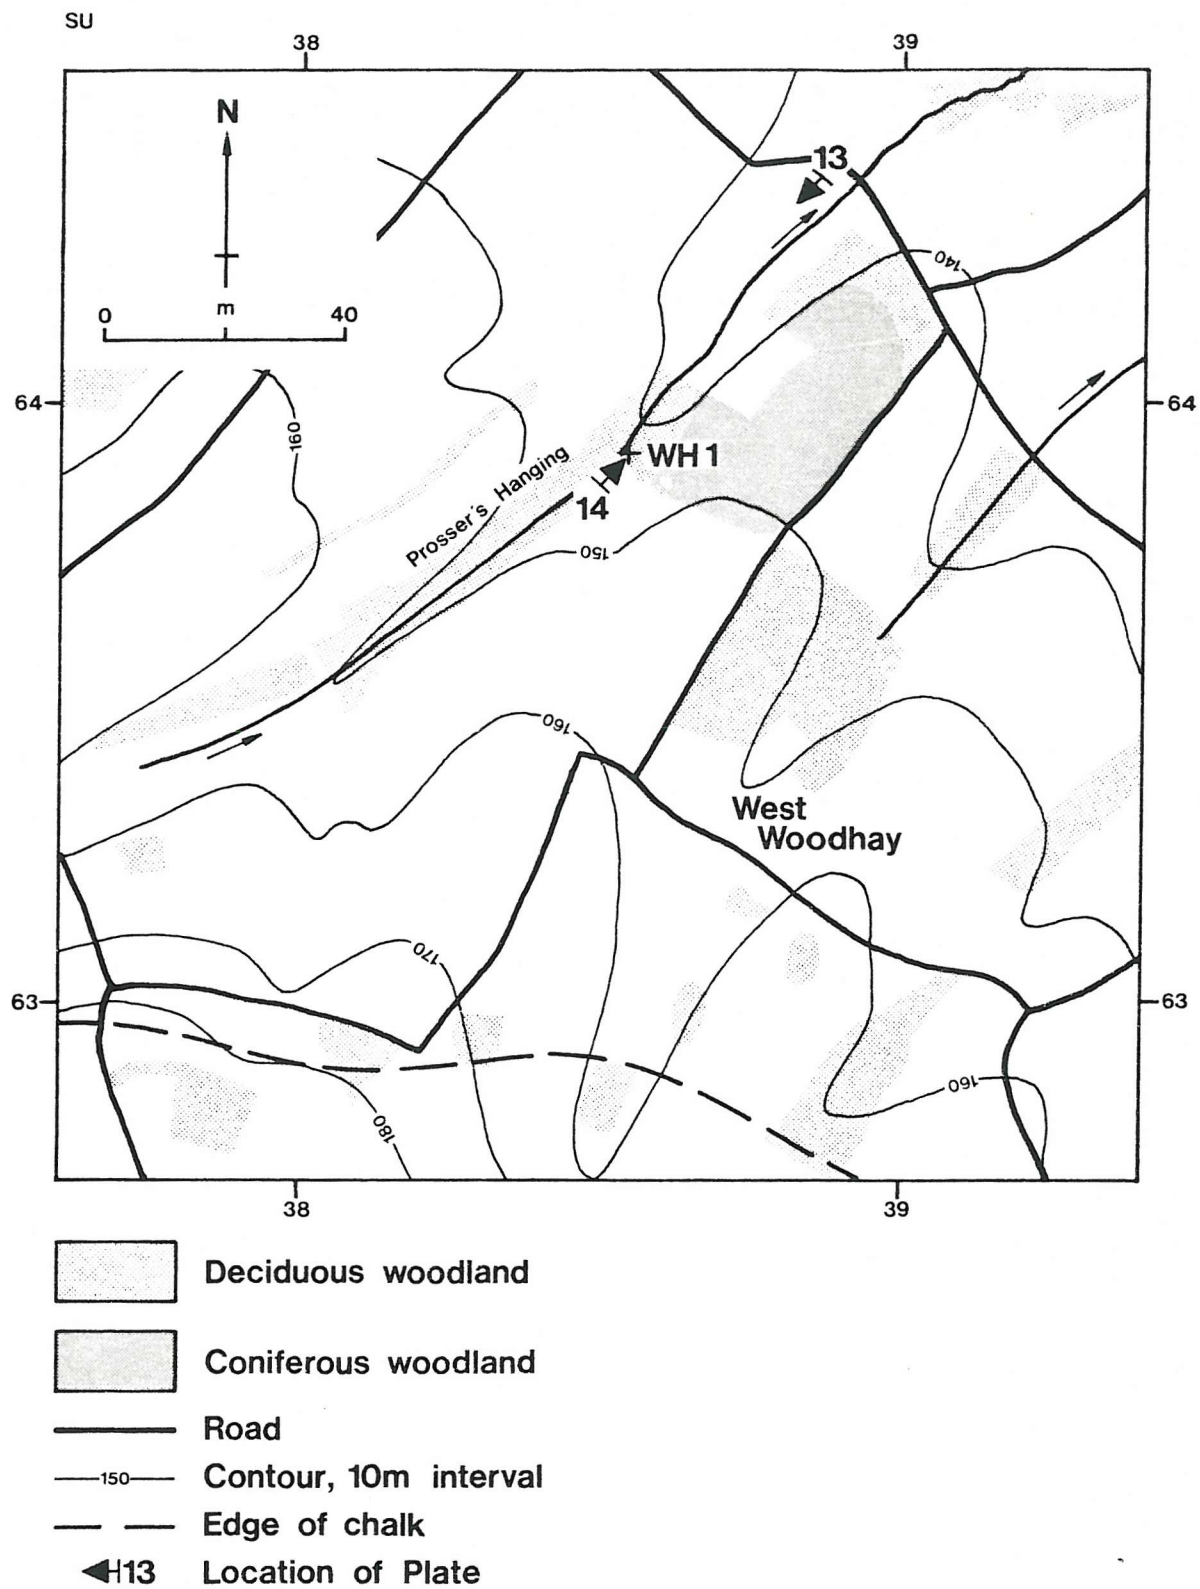 SU
38 39
N
13
0 m 40
140
64 64
160
WH 1
Prosser's Hanging
14
150
160
West
Woodhay
170
63 63
160
180
38 39
Deciduous woodland
Coniferous woodland
Road
150 Contour, 10m interval
Edge of chalk
13 Location of Plate